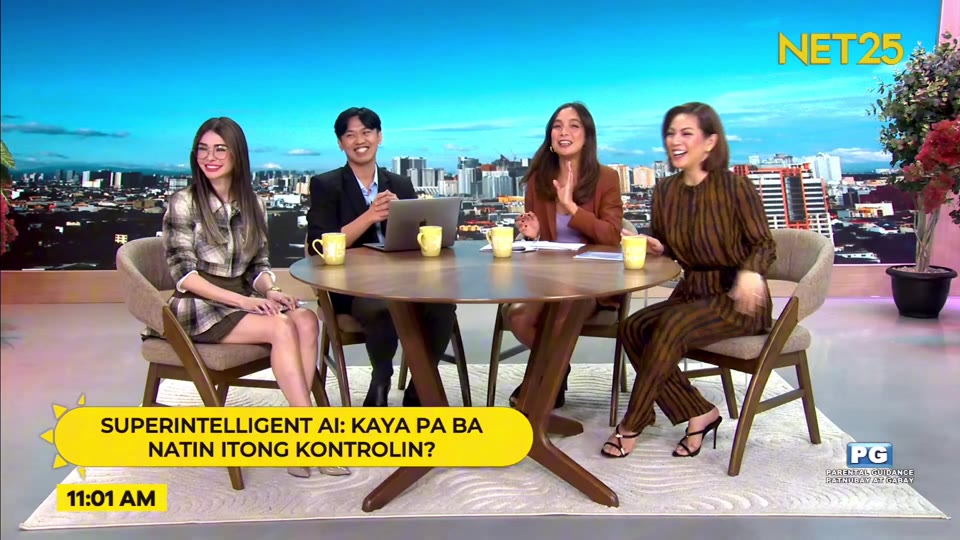 NET25
SUPERINTELLIGENT AI: KAYA PA BA
NATIN ITONG KONTROLIN?
11:01 AM
PG
PARENTAL GUIDANCE
PATNUBAY AT GABAY